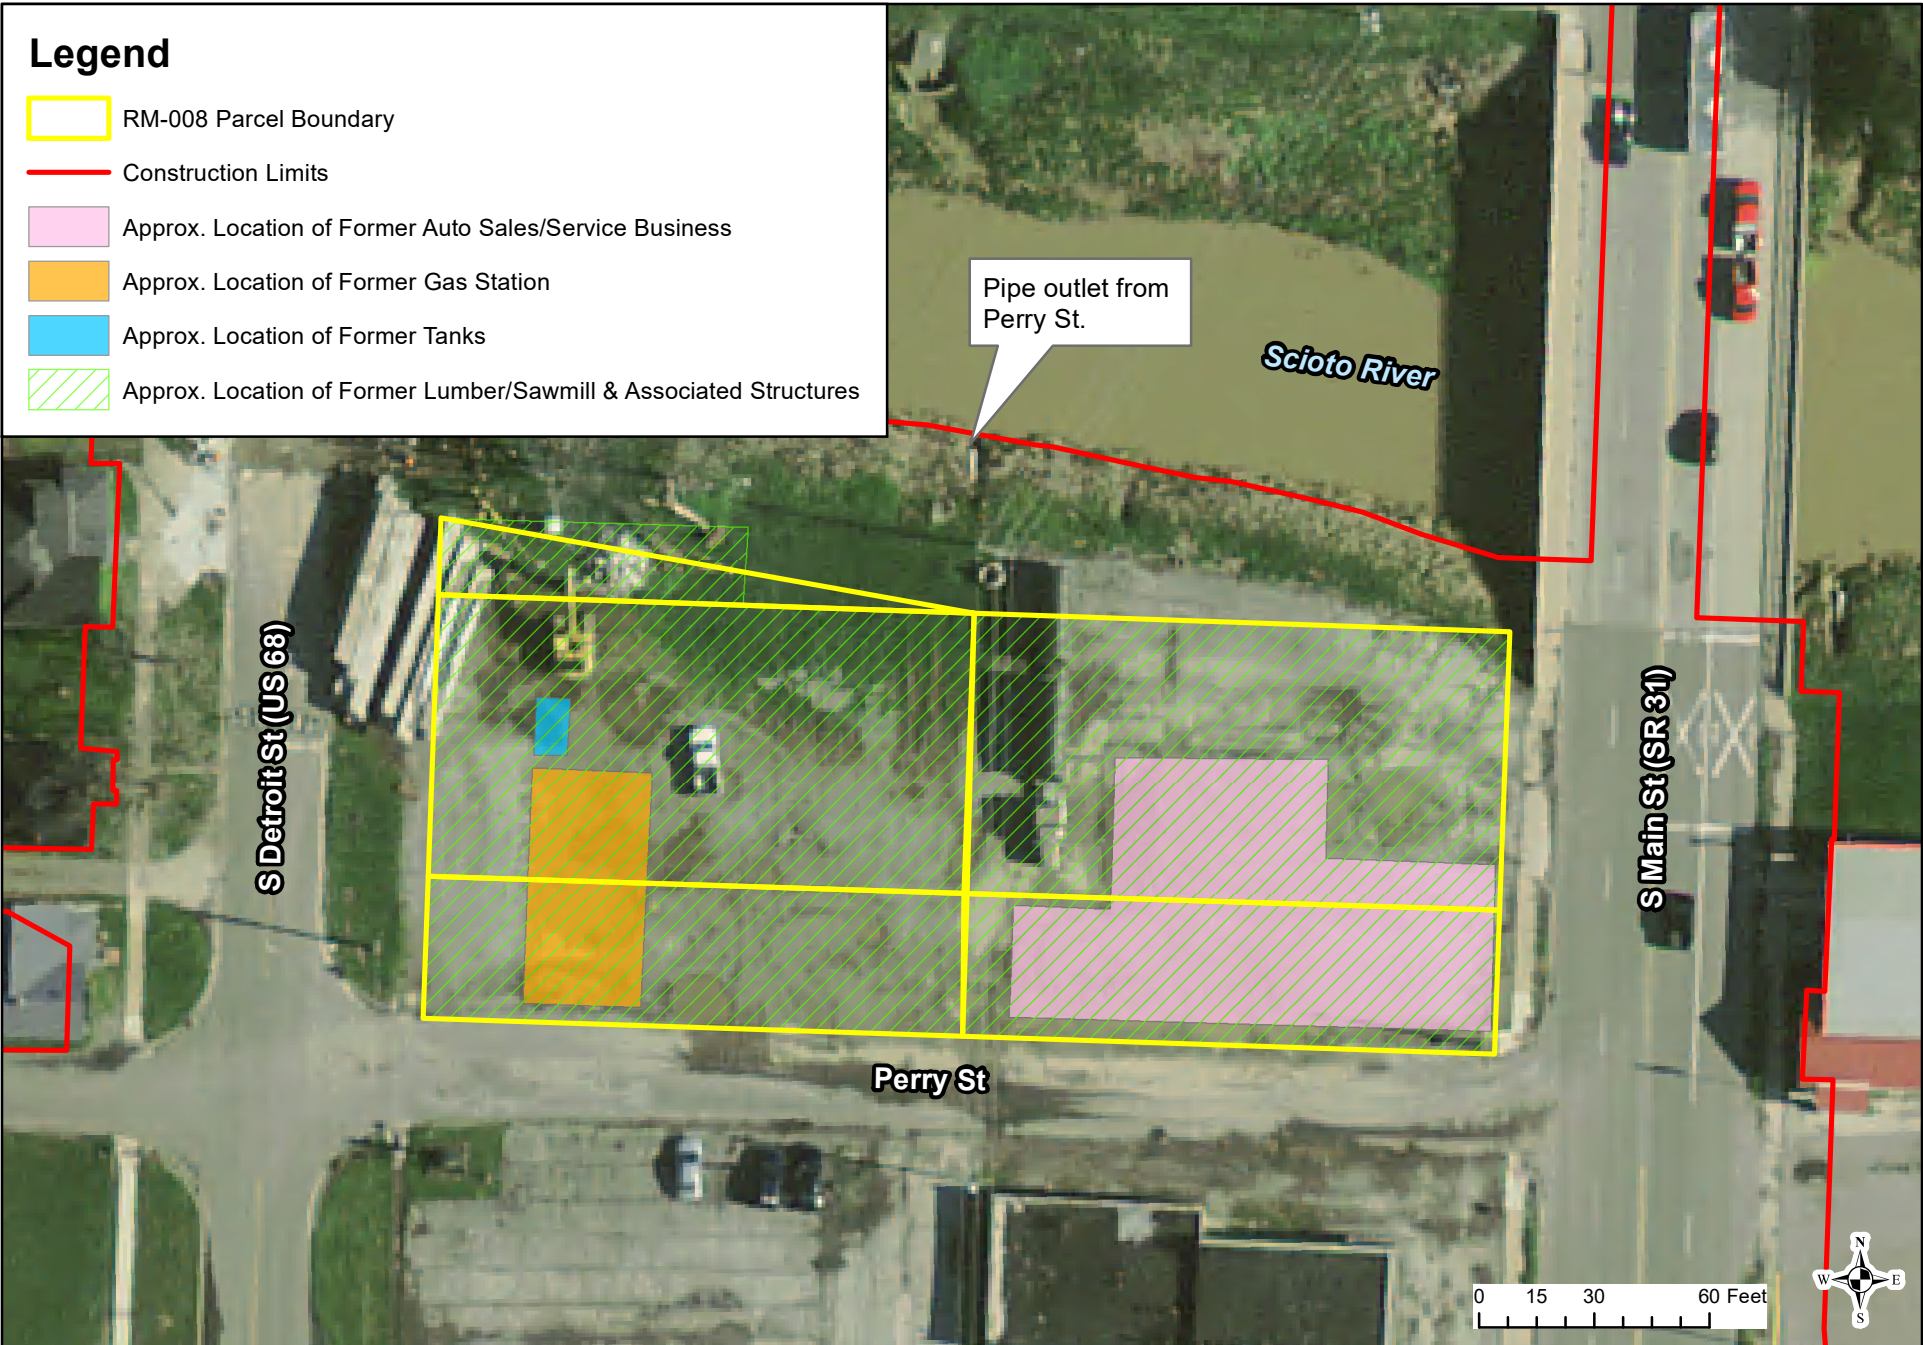 Legend
RM-008 Parcel Boundary
Construction Limits
Approx. Location of Former Auto Sales/Service Business
Approx. Location of Former Gas Station
Approx. Location of Former Tanks
Approx. Location of Former Lumber/Sawmill & Associated Structures
Pipe outlet from
Perry St.
Scioto River
S Detroit St (US 68)
S Main St (SR 31)
Perry St
0 15 30 60 Feet
N
W E
S